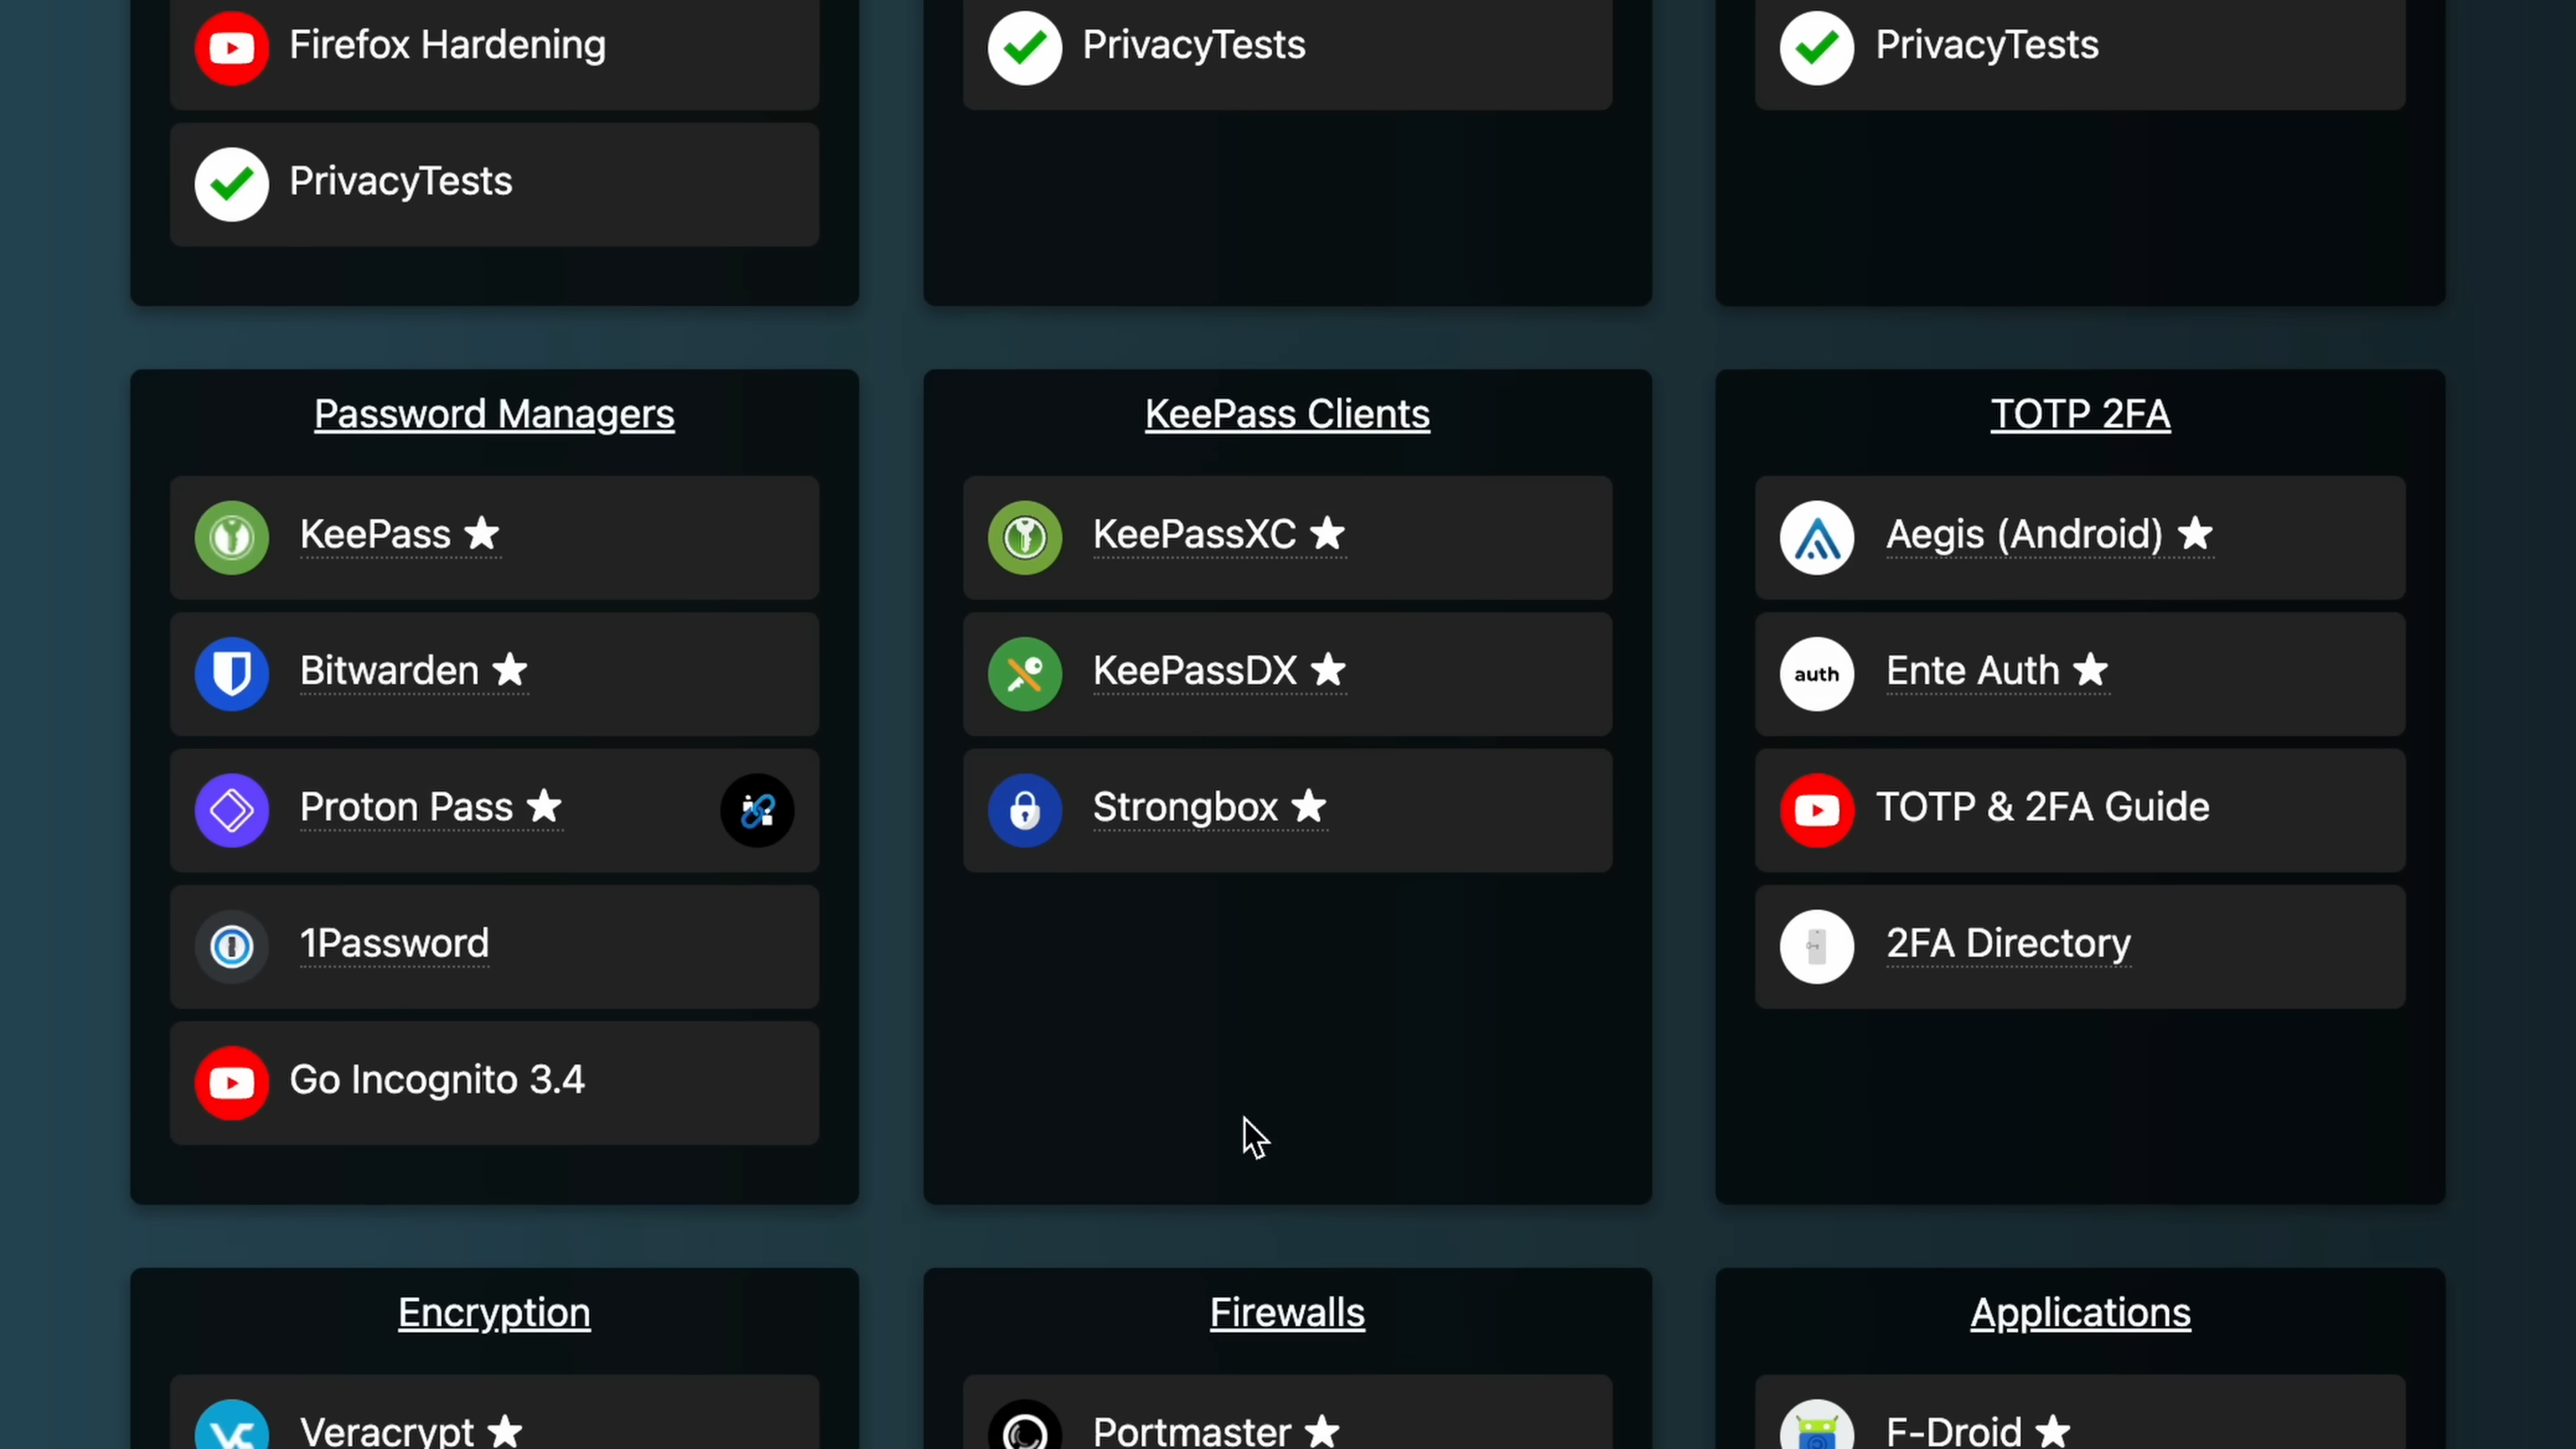 Firefox Hardening
PrivacyTests
PrivacyTests
PrivacyTests
Password Managers
KeePass ★
Bitwarden ★
Proton Pass ★
1Password
Go Incognito 3.4
KeePass Clients
KeePassXC ★
KeePassDX ★
Strongbox ★
TOTP 2FA
Aegis (Android) ★
auth
Ente Auth ★
TOTP & 2FA Guide
2FA Directory
Encryption
Veracrypt ★
Firewalls
Portmaster ★
Applications
F-Droid ★